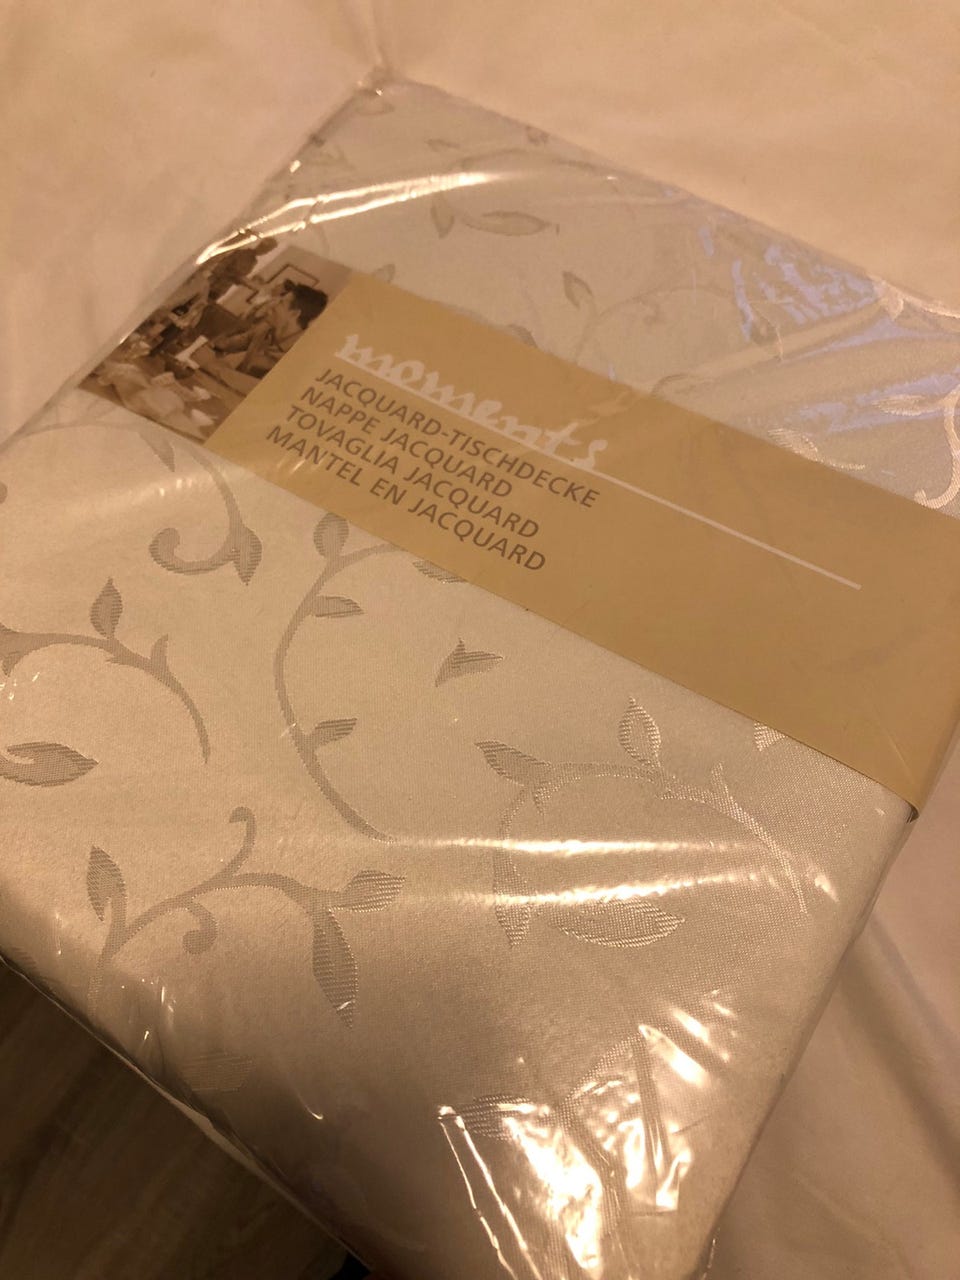 moments
JACQUARD-TISCHDECKE
NAPPE JACQUARD
TOVAGLIA JACQUARD
MANTEL EN JACQUARD